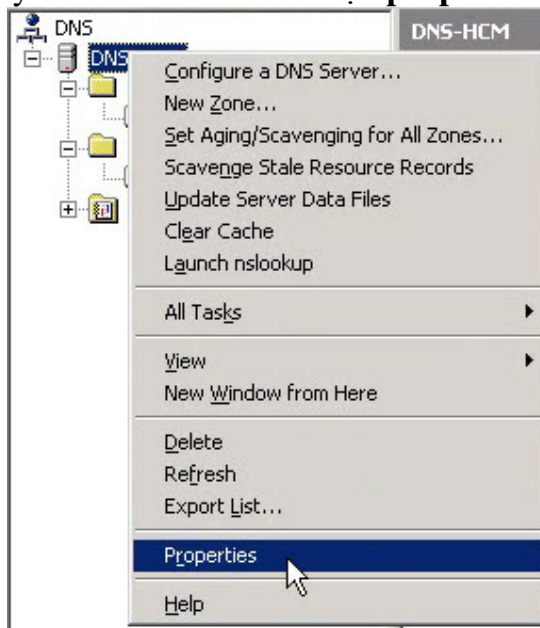 DNS
DNS-HCM
DNS
Configure a DNS Server...
New Zone...
Set Aging/Scavenging for All Zones...
Scavenge Stale Resource Records
Update Server Data Files
Clear Cache
Launch nslookup
All Tasks
View
New Window from Here
Delete
Refresh
Export List...
Properties
Help